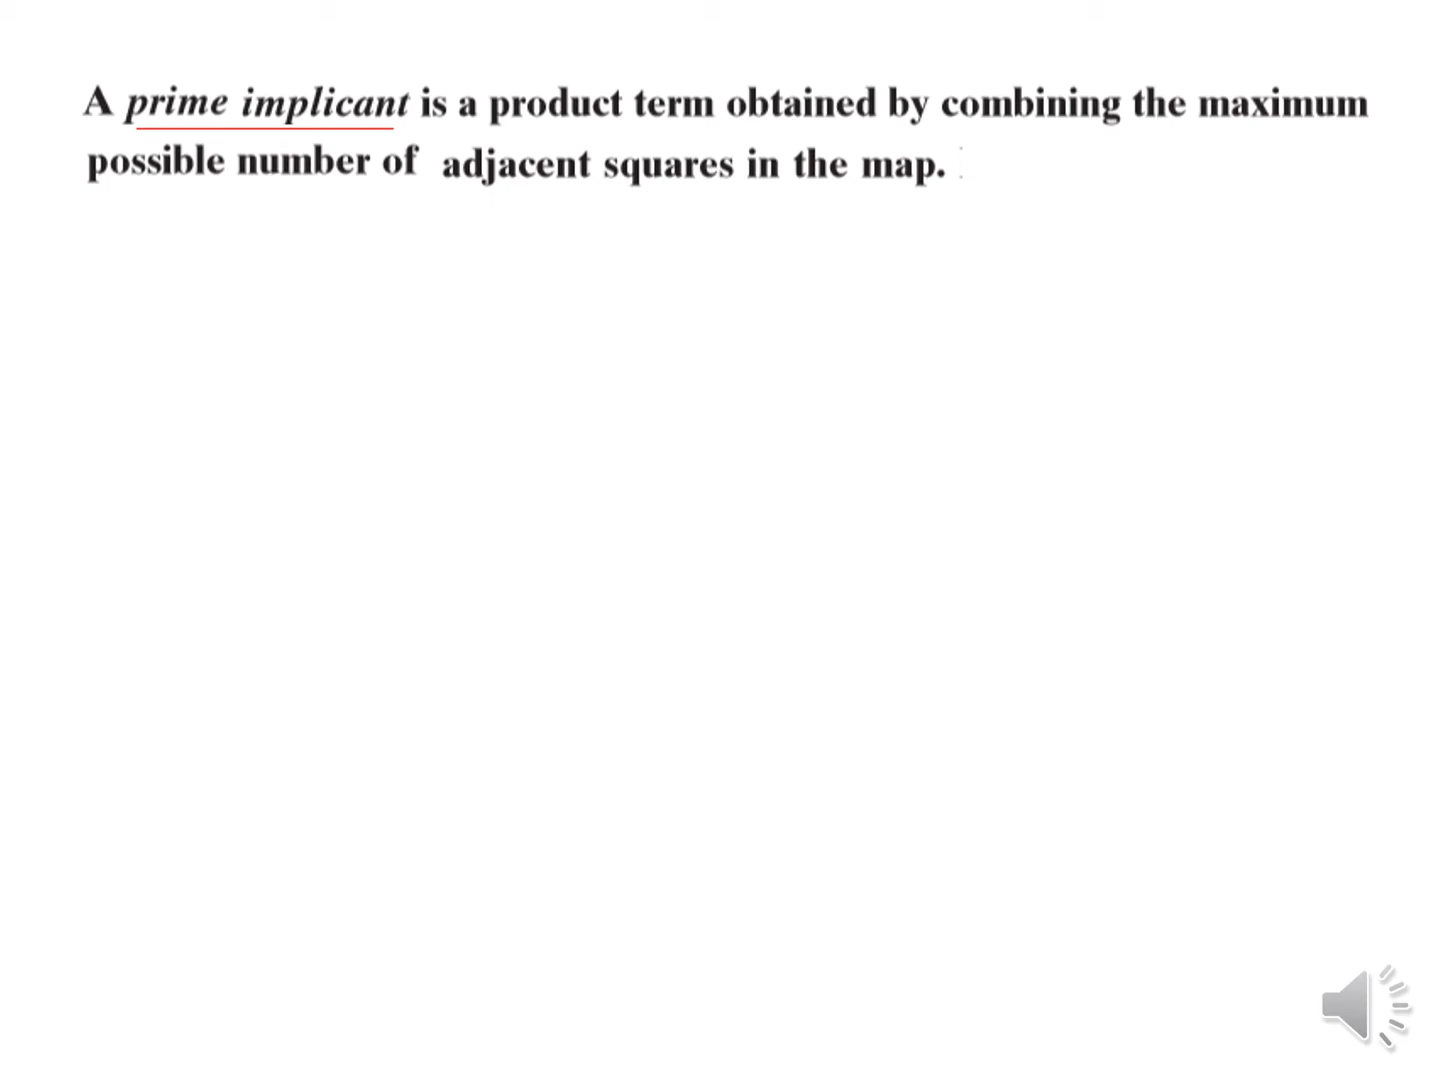 A prime implicant is a product term obtained by combining the maximum
possible number of adjacent squares in the map.